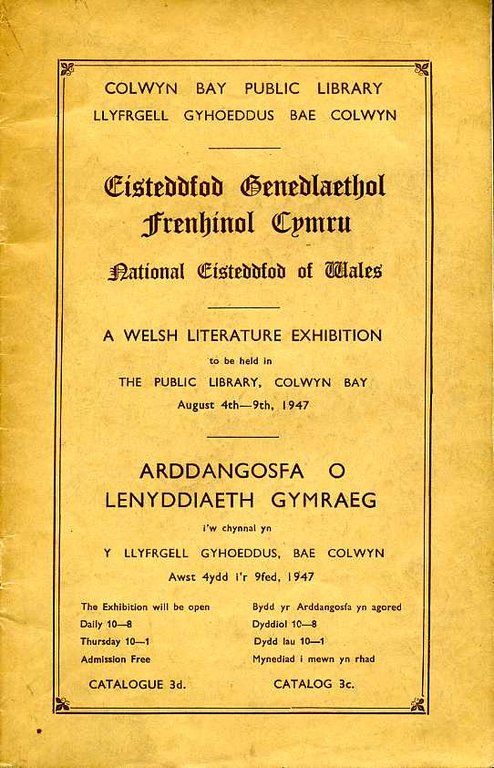 COLWYN BAY PUBLIC LIBRARY
LLYFRGELL GYHOEDDUS BAE COLWYN
Eisteddfod Genedlaethol
Frenhinol Cymru
National Eisteddfod of Wales
A WELSH LITERATURE EXHIBITION
to be held in
THE PUBLIC LIBRARY, COLWYN BAY
August 4th—9th, 1947
ARDDANGOSFA O
LENYDDIAETH GYMRAEG
i'w chynnal yn
Y LLYFRGELL GYHOEDDUS, BAE COLWYN
Awst 4ydd i'r 9fed, 1947
The Exhibition will be open
Daily 10—8
Thursday 10—1
Admission Free
CATALOGUE 3d.
Bydd yr Arddangosfa yn agored
Dyddiol 10—8
Dydd Iau 10—1
Mynediad i mewn yn rhad
CATALOG 3c.